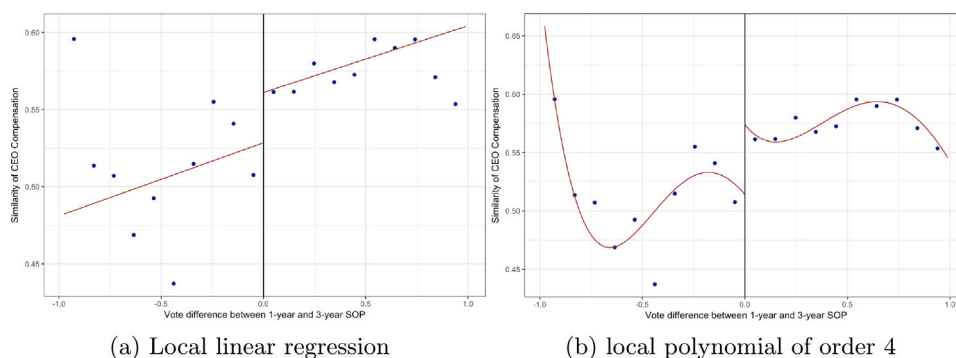 0.60
0.55
0.50
0.45
Similarity of CEO Compensation
-1.0 -0.5 0.0 0.5 1.0
Vote difference between 1-year and 3-year SOP
(a) Local linear regression
0.65
0.60
0.55
0.50
0.45
Similarity of CEO Compensation
-1.0 -0.5 0.0 0.5 1.0
Vote difference between 1-year and 3-year SOP
(b) local polynomial of order 4